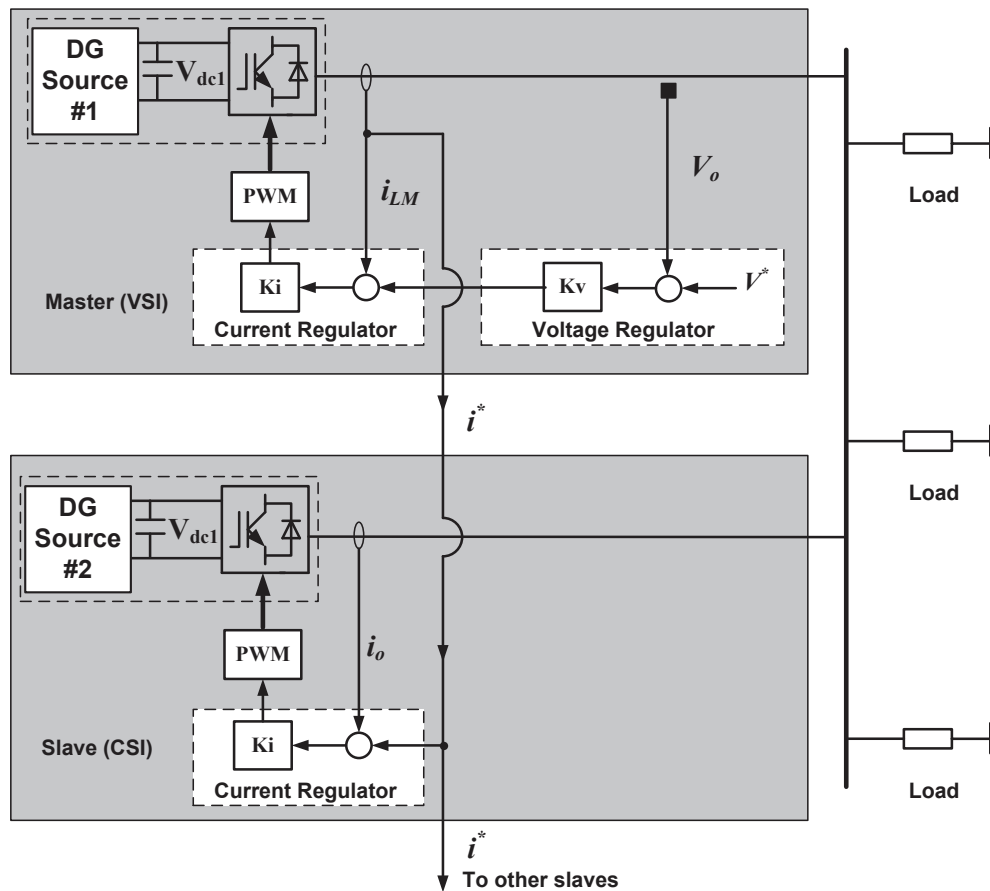 DG
Source
#1
Vdc1
PWM
iLM
Vo
Ki
Kv
V*
Master (VSI)
Current Regulator
Voltage Regulator
Load
i*
Load
DG
Source
#2
Vdc1
PWM
io
Ki
Slave (CSI)
Current Regulator
Load
i*
To other slaves